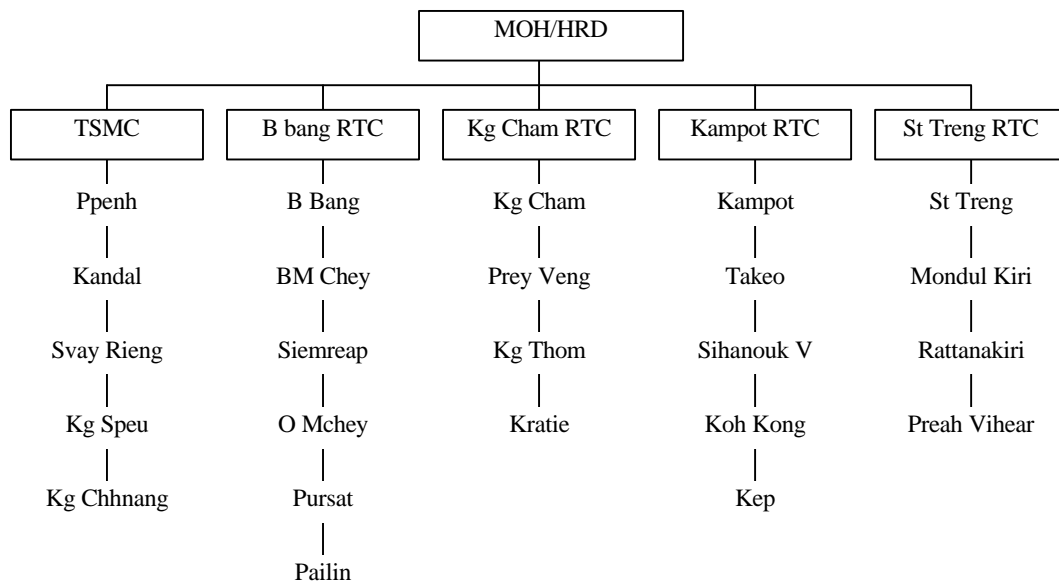 MOH/HRD
TSMC
B bang RTC
Kg Cham RTC
Kampot RTC
St Treng RTC
Ppenh
B Bang
Kg Cham
Kampot
St Treng
Kandal
BM Chey
Prey Veng
Takeo
Mondul Kiri
Svay Rieng
Siemreap
Kg Thom
Sihanouk V
Rattanakiri
Kg Speu
O Mchey
Kratie
Koh Kong
Preah Vihear
Kg Chhnang
Pursat
Kep
Pailin